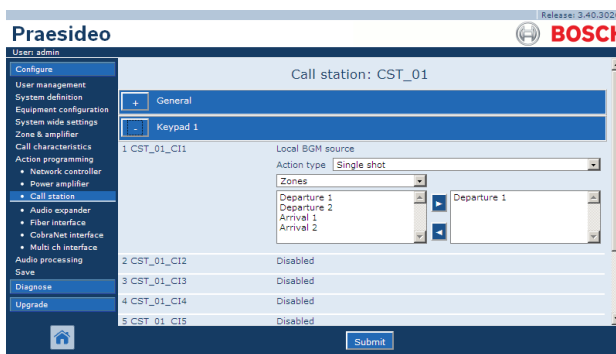 Release: 3.40.302
Praesideo
BOSCH
User: admin
Configure
User management
System definition
Equipment configuration
System wide settings
Zone & amplifier
Call characteristics
Action programming
• Network controller
• Power amplifier
• Call station
• Audio expander
• Fiber interface
• CobraNet interface
• Multi ch interface
Audio processing
Save
Diagnose
Upgrade
Call station: CST_01
+ General
- Keypad 1
1 CST_01_CI1 Local BGM source
Action type Single shot
Zones
Departure 1
Departure 2
Arrival 1
Arrival 2
Departure 1
2 CST_01_CI2 Disabled
3 CST_01_CI3 Disabled
4 CST_01_CI4 Disabled
5 CST_01_CI5 Disabled
Submit